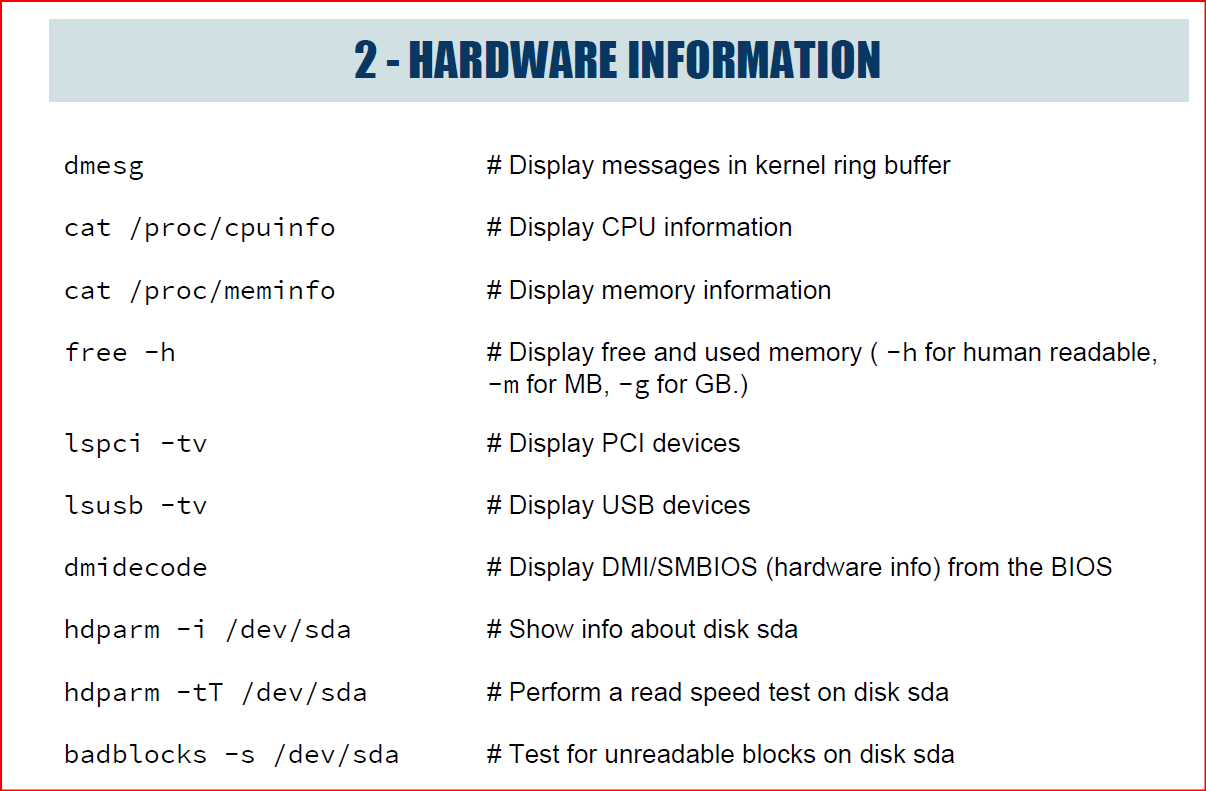 2 - HARDWARE INFORMATION
dmesg # Display messages in kernel ring buffer
cat /proc/cpuinfo # Display CPU information
cat /proc/meminfo # Display memory information
free -h # Display free and used memory ( -h for human readable,
-m for MB, -g for GB.)
lspci -tv # Display PCI devices
lsusb -tv # Display USB devices
dmidecode # Display DMI/SMBIOS (hardware info) from the BIOS
hdparm -i /dev/sda # Show info about disk sda
hdparm -tT /dev/sda # Perform a read speed test on disk sda
badblocks -s /dev/sda # Test for unreadable blocks on disk sda